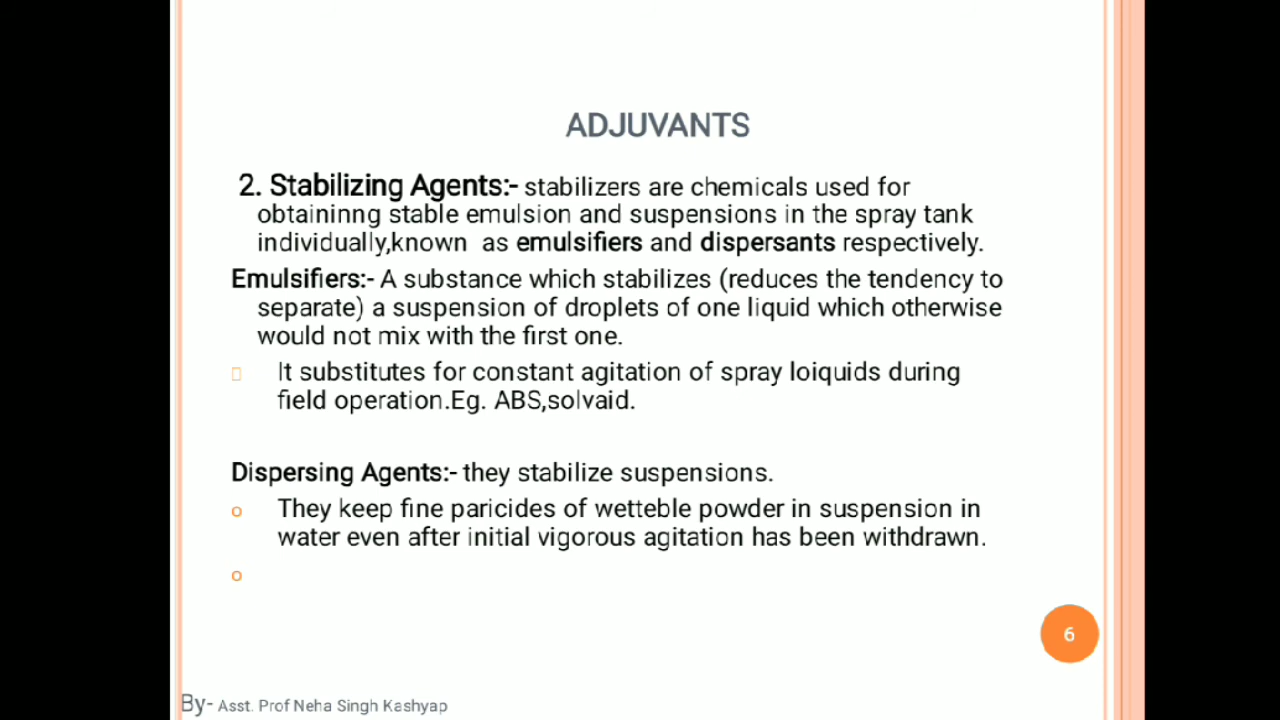 ADJUVANTS
2. Stabilizing Agents:- stabilizers are chemicals used for
obtaininng stable emulsion and suspensions in the spray tank
individually,known as emulsifiers and dispersants respectively.
Emulsifiers:- A substance which stabilizes (reduces the tendency to
separate) a suspension of droplets of one liquid which otherwise
would not mix with the first one.
It substitutes for constant agitation of spray loiquids during
field operation.Eg. ABS,solvaid.
Dispersing Agents:- they stabilize suspensions.
They keep fine paricides of wetteble powder in suspension in
water even after initial vigorous agitation has been withdrawn.
6
By- Asst. Prof Neha Singh Kashyap